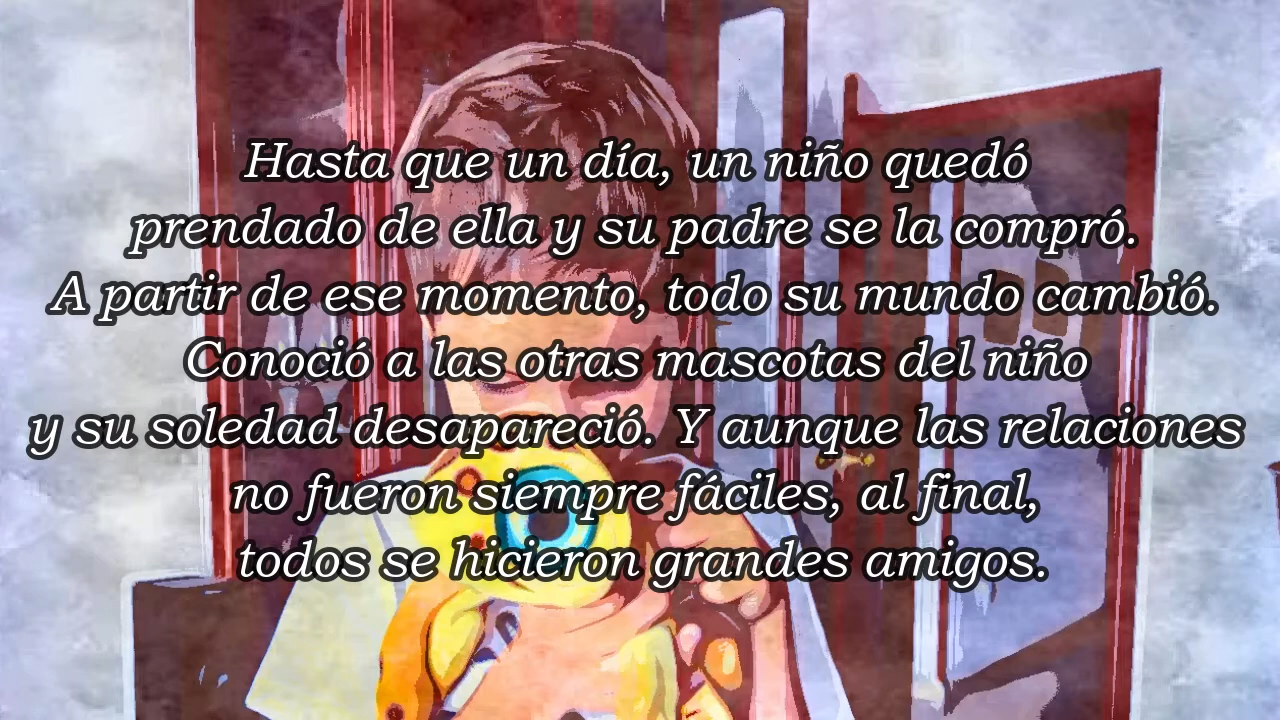 Hasta que un día, un niño quedó
prendado de ella y su padre se la compró.
A partir de ese momento, todo su mundo cambió.
Conoció a las otras mascotas del niño
y su soledad desapareció. Y aunque las relaciones
no fueron siempre fáciles, al final,
todos se hicieron grandes amigos.